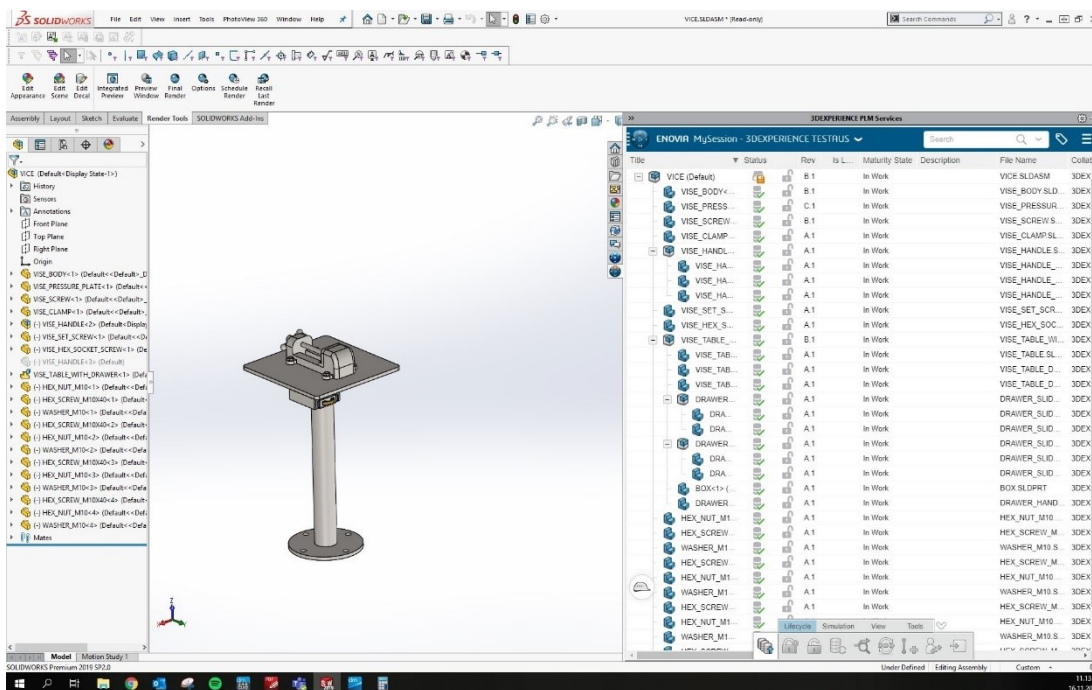 SOLIDWORKS File Edit View Insert Tools PhotoView 360 Window Help VICE.SLDASM * [Read-only] Search Commands
Edit Appearance Edit Scene Edit Decal Integrated Preview Preview Window Final Render Options Schedule Render Recall Last Render
Assembly Layout Sketch Evaluate Render Tools SOLIDWORKS Add-Ins
VICE (Default<Display State-1>)
History
Sensors
Annotations
Front Plane
Top Plane
Right Plane
Origin
VISE_BODY<1> (Default<<Default>_D
VISE_PRESSURE_PLATE<1> (Default<<
VISE_SCREW<1> (Default<<Default>_
VISE_CLAMP<1> (Default<<Default>_
(-) VISE_HANDLE<2> (Default<Display
(-) VISE_SET_SCREW<1> (Default<<D
(-) VISE_HEX_SOCKET_SCREW<1> (De
(-) VISE_HANDLE<3> (Default)
VISE_TABLE_WITH_DRAWER<1> (Defa
(-) HEX_NUT_M10<1> (Default<<Def
(-) HEX_SCREW_M10X40<1> (Default
(-) WASHER_M10<1> (Default<<Defa
(-) HEX_SCREW_M10X40<2> (Default
(-) HEX_NUT_M10<2> (Default<<Def
(-) WASHER_M10<2> (Default<<Defa
(-) HEX_SCREW_M10X40<3> (Default
(-) HEX_NUT_M10<3> (Default<<Def
(-) WASHER_M10<3> (Default<<Defa
(-) HEX_SCREW_M10X40<4> (Default
(-) HEX_NUT_M10<4> (Default<<Def
(-) WASHER_M10<4> (Default<<Defa
Mates
Model Motion Study 1
SOLIDWORKS Premium 2019 SP2.0
3DEXPERIENCE PLM Services
ENOVIA MySession - 3DEXPERIENCE TESTAUS Search
Title Status Rev Is L... Maturity State Description File Name Collab
VICE (Default) B.1 In Work VICE.SLDASM 3DEX
VISE_BODY<... B.1 In Work VISE_BODY.SLD... 3DEX
VISE_PRESS... C.1 In Work VISE_PRESSUR... 3DEX
VISE_SCREW... B.1 In Work VISE_SCREW.S... 3DEX
VISE_CLAMP... A.1 In Work VISE_CLAMP.SL... 3DEX
VISE_HANDL... A.1 In Work VISE_HANDLE.S... 3DEX
VISE_HA... A.1 In Work VISE_HANDLE_... 3DEX
VISE_HA... A.1 In Work VISE_HANDLE_... 3DEX
VISE_HA... A.1 In Work VISE_HANDLE_... 3DEX
VISE_SET_S... A.1 In Work VISE_SET_SCR... 3DEX
VISE_HEX_S... A.1 In Work VISE_HEX_SOC... 3DEX
VISE_TABLE_... B.1 In Work VISE_TABLE_WI... 3DEX
VISE_TAB... A.1 In Work VISE_TABLE.SL... 3DEX
VISE_TAB... A.1 In Work VISE_TABLE_D... 3DEX
VISE_TAB... A.1 In Work VISE_TABLE_D... 3DEX
DRAWER... A.1 In Work DRAWER_SLID... 3DEX
DRA... A.1 In Work DRAWER_SLID... 3DEX
DRA... A.1 In Work DRAWER_SLID... 3DEX
DRAWER... A.1 In Work DRAWER_SLID... 3DEX
DRA... A.1 In Work DRAWER_SLID... 3DEX
DRA... A.1 In Work DRAWER_SLID... 3DEX
BOX<1> (... A.1 In Work BOX.SLDPRT 3DEX
DRAWER... A.1 In Work DRAWER_HAND... 3DEX
HEX_NUT_M1... A.1 In Work HEX_NUT_M10... 3DEX
HEX_SCREW... A.1 In Work HEX_SCREW_M... 3DEX
WASHER_M1... A.1 In Work WASHER_M10.S... 3DEX
HEX_SCREW... A.1 In Work HEX_SCREW_M... 3DEX
HEX_NUT_M1... A.1 In Work HEX_NUT_M10... 3DEX
WASHER_M1... A.1 In Work WASHER_M10.S... 3DEX
HEX_SCREW... A.1 In Work HEX_SCREW_M... 3DEX
HEX_NUT_M1... HEX_NUT_M10... 3DEX
WASHER_M1... WASHER_M10.S... 3DEX
Lifecycle Simulation View Tools
Under Defined Editing Assembly Custom